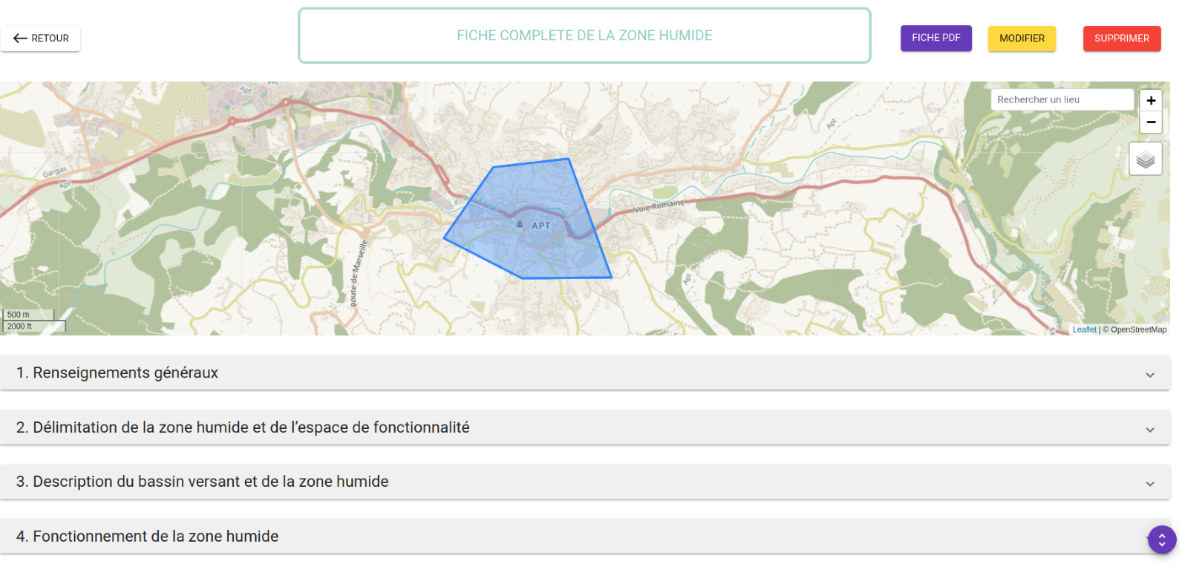 RETOUR
FICHE COMPLETE DE LA ZONE HUMIDE
FICHE PDF
MODIFIER
SUPPRIMER
Rechercher un lieu
+
−
Apt
Apt
Gargas
Apt
Voie Romaine
APT
Route de Marseille
Apt
500 m
2000 ft
Leaflet | © OpenStreetMap
1. Renseignements généraux
2. Délimitation de la zone humide et de l'espace de fonctionnalité
3. Description du bassin versant et de la zone humide
4. Fonctionnement de la zone humide